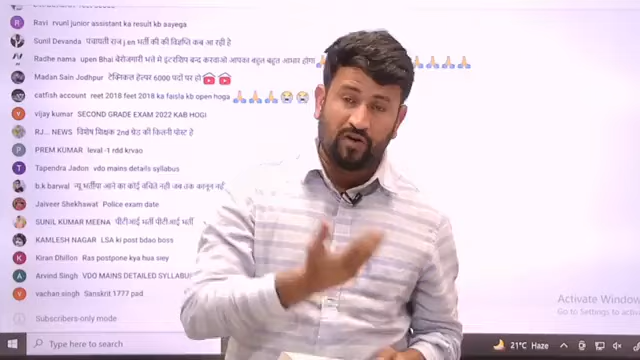 Ravi rvunl junior assistant ka result kb aayega
Sunil Devanda पंचायती राज j en भर्ती की की विज्ञप्ति कब आ रही है
Radhe nama upen Bhai बेरोजगारी भत्ते में इंटर्नशिप बन्द करवाओ आपका बहुत बहुत आभार होगा
Madan Sain Jodhpur टेक्निकल हेल्पर 6000 पदों पर हो
catfish account reet 2018 feet 2018 ka faisla kb open hoga
vijay kumar SECOND GRADE EXAM 2022 KAB HOGI
RJ... NEWS विशेष शिक्षक 2nd ग्रेड की कितनी पोस्ट है
PREM KUMAR leval -1 rdd krvao
Tapendra Jadon vdo mains details syllabus
b.k barwal न्यू भर्तीया आने का कोई वचित नही जब तक कानून नहीं
Jaiveer Shekhawat Police exam date
SUNIL KUMAR MEENA पीटीआई भर्ती पीटीआई भर्ती
KAMLESH NAGAR LSA ki post bdao boss
Kiran Dhillon Ras postpone kya hua siey
Arvind Singh VDO MAINS DETAILED SYLLABU
vachan singh Sanskrit 1777 pad
Subscribers-only mode
Activate Window
Go to Settings to activ
Type here to search
21°C Haze